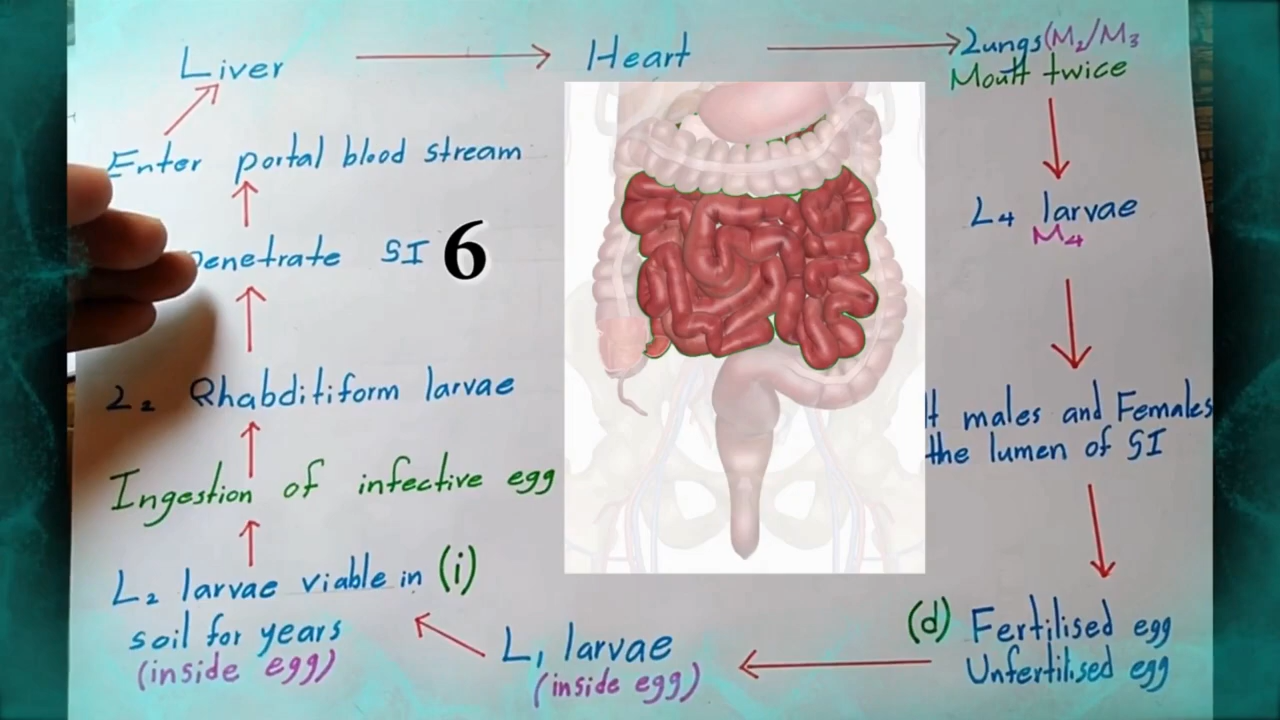 Liver
Heart
Lungs (M2/M3
Moult twice
Enter portal blood stream
L4 larvae
M4
penetrate SI 6
L2 Rhabditiform larvae
lt males and Females
the lumen of SI
Ingestion of infective egg
L2 larvae viable in (i)
soil for years
(inside egg)
L1 larvae
(inside egg)
(d) Fertilised egg
Unfertilised egg